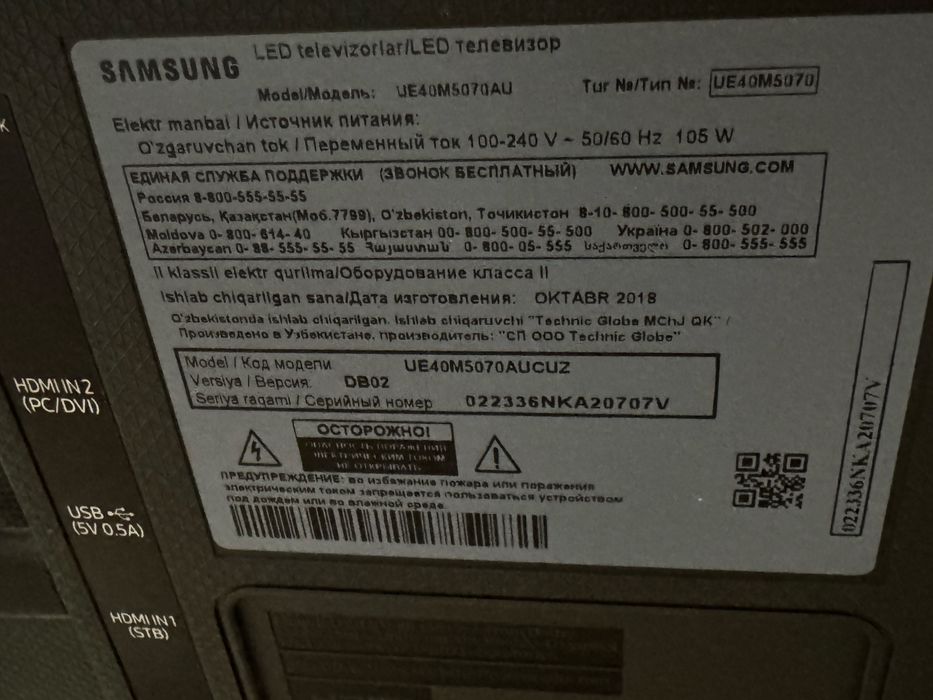 SAMSUNG LED televizorlar/LED телевизор
Model/Модель: UE40M5070AU Tur №/Тип №: UE40M5070
Elektr manbai / Источник питания:
O'zgaruvchan tok / Переменный ток 100-240 V ~ 50/60 Hz 105 W
ЕДИНАЯ СЛУЖБА ПОДДЕРЖКИ (ЗВОНОК БЕСПЛАТНЫЙ) WWW.SAMSUNG.COM
Россия 8-800-555-55-55
Беларусь, Қазақстан(Моб.7799), O'zbekiston, Точикистон 8-10-800-500-55-500
Moldova 0-800-614-40 Кыргызстан 00-800-500-55-500 Україна 0-800-502-000
Azərbaycan 0-88-555-55-55 Հայաստան 0-800-05-555 საქართველო 0-800-555-555
II klassli elektr qurilma/Оборудование класса II
Ishlab chiqarilgan sana/Дата изготовления: OKTABR 2018
O'zbekistonda ishlab chiqarilgan. Ishlab chiqaruvchi "Technic Globe MChJ QK" /
Произведено в Узбекистане, производитель: "СП ООО Technic Globe"
Model / Код модели UE40M5070AUCUZ
Versiya / Версия: DB02
Seriya raqami / Серийный номер 022336NKA20707V
ОСТОРОЖНО!
ОПАСНОСТЬ ПОРАЖЕНИЯ
ЭЛЕКТРИЧЕСКИМ ТОКОМ
НЕ ОТКРЫВАТЬ
ПРЕДУПРЕЖДЕНИЕ: во избежание пожара или поражения
электрическим током запрещается пользоваться устройством
под дождем или во влажной среде.
022336NKA20707V
K
HDMI IN 2
(PC/DVI)
USB
(5V 0.5A)
HDMI IN 1
(STB)